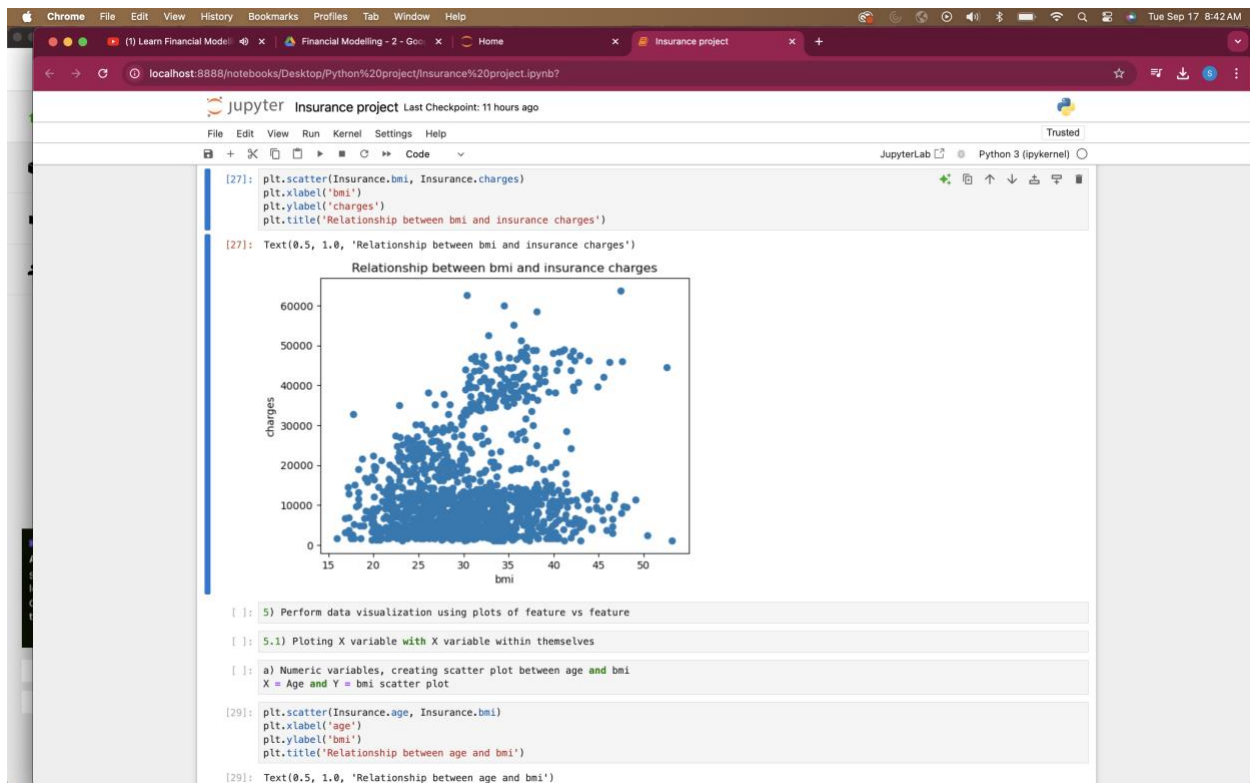 Chrome File Edit View History Bookmarks Profiles Tab Window Help Tue Sep 17 8:42 AM
(1) Learn Financial Modell Financial Modelling - 2 - Goo Home Insurance project
localhost:8888/notebooks/Desktop/Python%20project/Insurance%20project.ipynb?
jupyter Insurance project Last Checkpoint: 11 hours ago
File Edit View Run Kernel Settings Help Trusted
Code JupyterLab Python 3 (ipykernel)
[27]: plt.scatter(Insurance.bmi, Insurance.charges)
plt.xlabel('bmi')
plt.ylabel('charges')
plt.title('Relationship between bmi and insurance charges')
[27]: Text(0.5, 1.0, 'Relationship between bmi and insurance charges')
Relationship between bmi and insurance charges
60000
50000
40000
charges
30000
20000
10000
0
15 20 25 30 35 40 45 50
bmi
[ ]: 5) Perform data visualization using plots of feature vs feature
[ ]: 5.1) Ploting X variable with X variable within themselves
[ ]: a) Numeric variables, creating scatter plot between age and bmi
X = Age and Y = bmi scatter plot
[29]: plt.scatter(Insurance.age, Insurance.bmi)
plt.xlabel('age')
plt.ylabel('bmi')
plt.title('Relationship between age and bmi')
[29]: Text(0.5, 1.0, 'Relationship between age and bmi')